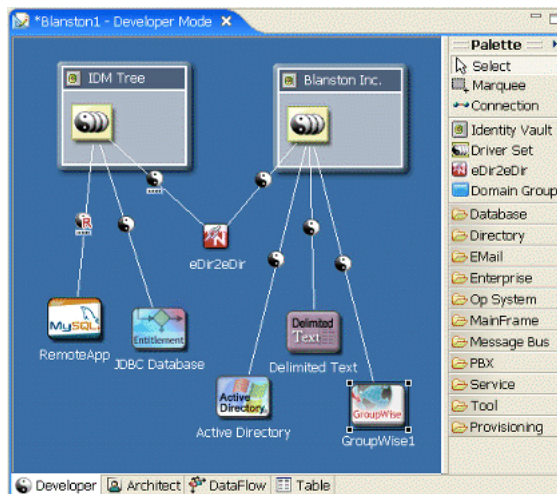 *Blanston1 - Developer Mode
IDM Tree
Blanston Inc.
eDir2eDir
R
MySQL
RemoteApp
Entitlement
JDBC Database
Delimited
Text
Delimited Text
Active
Directory
Active Directory
GroupWise
GroupWise1
Palette
Select
Marquee
Connection
Identity Vault
Driver Set
eDir2eDir
Domain Group
Database
Directory
EMail
Enterprise
Op System
MainFrame
Message Bus
PBX
Service
Tool
Provisioning
Developer
Architect
DataFlow
Table